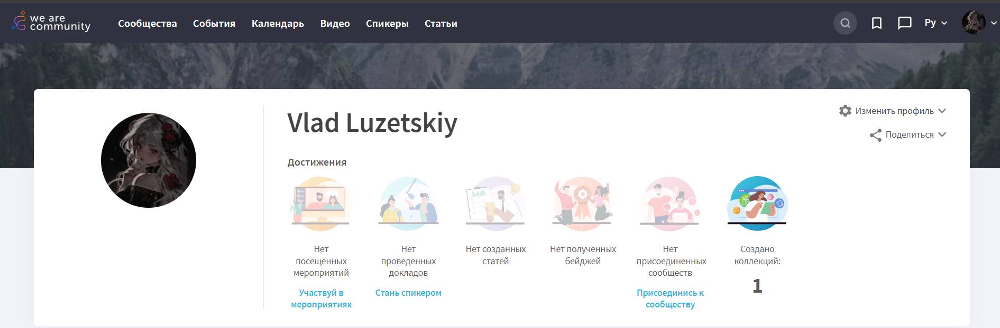 we are
community
Сообщества События Календарь Видео Спикеры Статьи Ру
Vlad Luzetskiy
Изменить профиль
Поделиться
Достижения
Нет
посещенных
мероприятий
Участвуй в
мероприятиях
Нет
проведенных
докладов
Стань спикером
Нет созданных
статей
Нет полученных
бейджей
Нет
присоединенных
сообществ
Присоединись к
сообществу
Создано
коллекций:
1